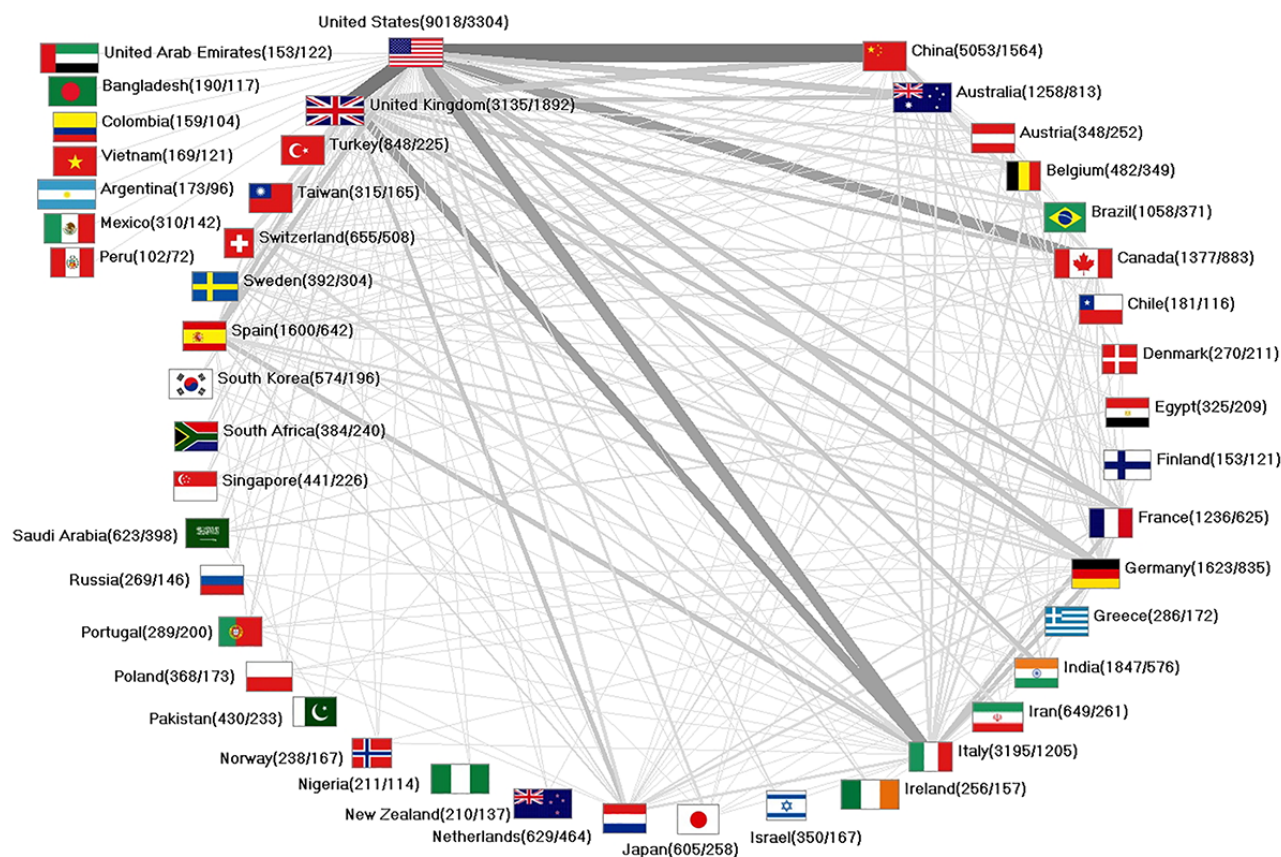 United States(9018/3304)
United Arab Emirates(153/122)
Bangladesh(190/117)
Colombia(159/104)
Vietnam(169/121)
Argentina(173/96)
Mexico(310/142)
Peru(102/72)
United Kingdom(3135/1892)
Turkey(848/225)
Taiwan(315/165)
Switzerland(655/508)
Sweden(392/304)
Spain(1600/642)
South Korea(574/196)
South Africa(384/240)
Singapore(441/226)
Saudi Arabia(623/398)
Russia(269/146)
Portugal(289/200)
Poland(368/173)
Pakistan(430/233)
Norway(238/167)
Nigeria(211/114)
New Zealand(210/137)
Netherlands(629/464)
Japan(605/258)
Israel(350/167)
Ireland(256/157)
Italy(3195/1205)
Iran(649/261)
India(1847/576)
Greece(286/172)
Germany(1623/835)
France(1236/625)
Finland(153/121)
Egypt(325/209)
Denmark(270/211)
Chile(181/116)
Canada(1377/883)
Brazil(1058/371)
Belgium(482/349)
Austria(348/252)
Australia(1258/813)
China(5053/1564)